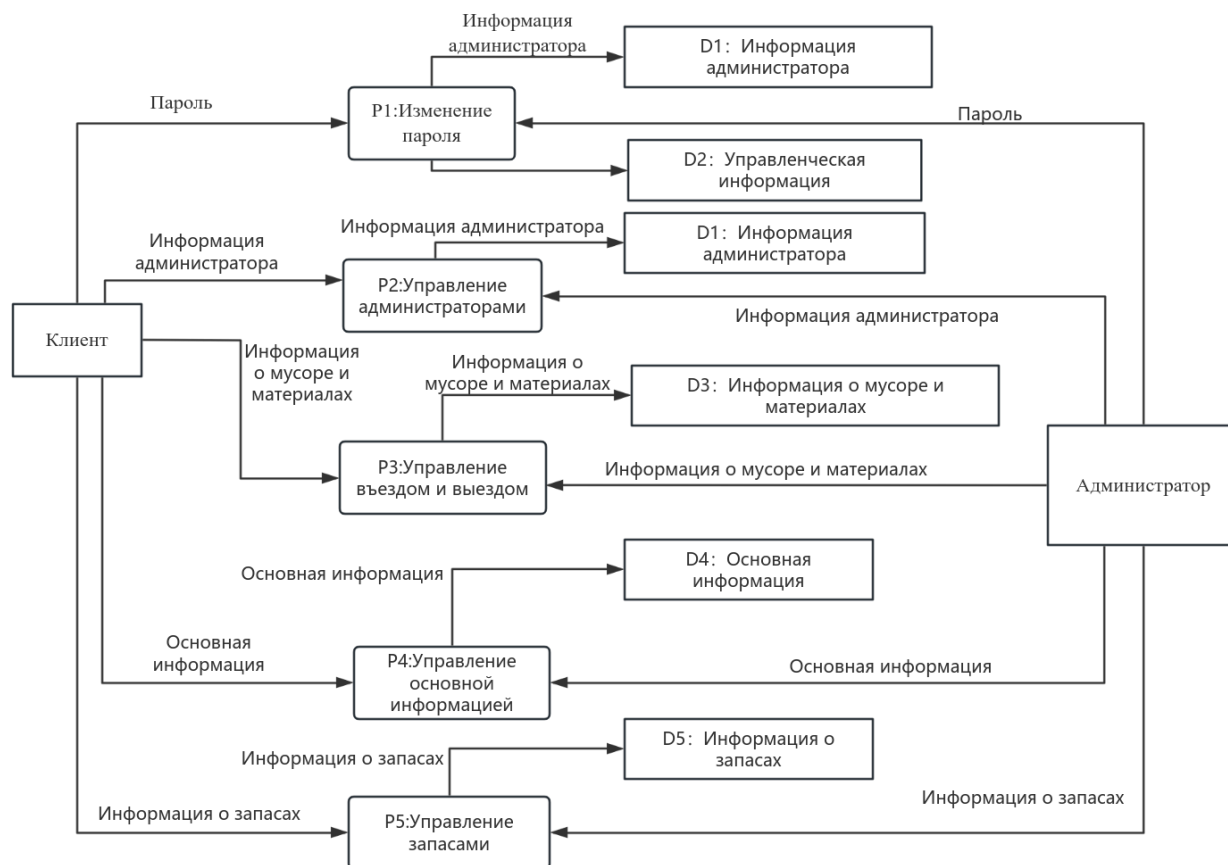 Информация
администратора
D1: Информация
администратора
Пароль
P1:Изменение
пароля
Пароль
D2: Управленческая
информация
Информация администратора
D1: Информация
администратора
Информация
администратора
P2:Управление
администраторами
Информация администратора
Клиент
Информация
о мусоре и
материалах
Информация о
мусоре и материалах
D3: Информация о мусоре и
материалах
P3:Управление
въездом и выездом
Информация о мусоре и материалах
Администратор
D4: Основная
информация
Основная информация
Основная
информация
P4:Управление
основной
информацией
Основная информация
D5: Информация о
запасах
Информация о запасах
Информация о запасах
P5:Управление
запасами
Информация о запасах